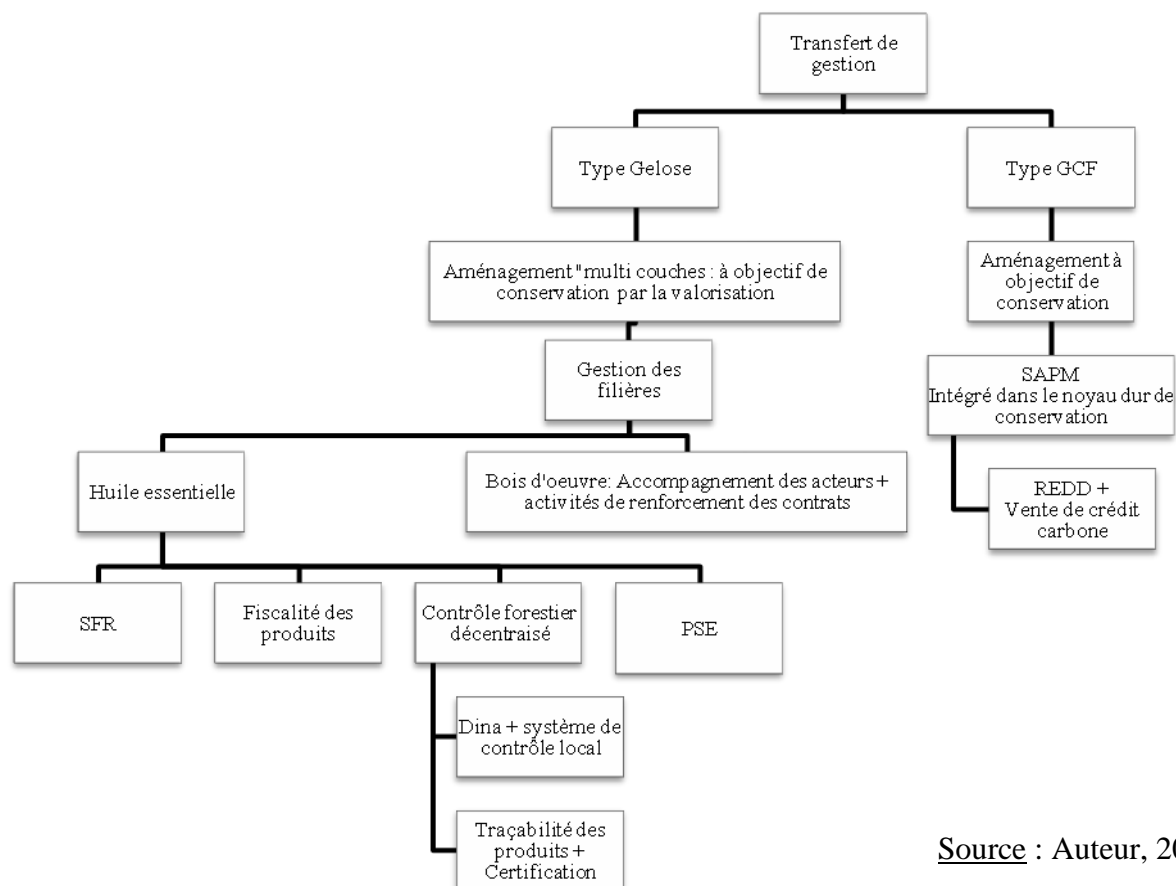 Transfert de
gestion
Type Gelose
Type GCF
Aménagement "multi couches : à objectif de
conservation par la valorisation
Aménagement à
objectif de
conservation
Gestion des
filières
SAPM
Intégré dans le noyau dur de
conservation
Huile essentielle
Bois d'oeuvre: Accompagnement des acteurs +
activités de renforcement des contrats
REDD +
Vente de crédit
carbone
SFR
Fiscalité des
produits
Contrôle forestier
décentraisé
PSE
Dina + système de
contrôle local
Traçabilité des
produits +
Certification
Source : Auteur, 20